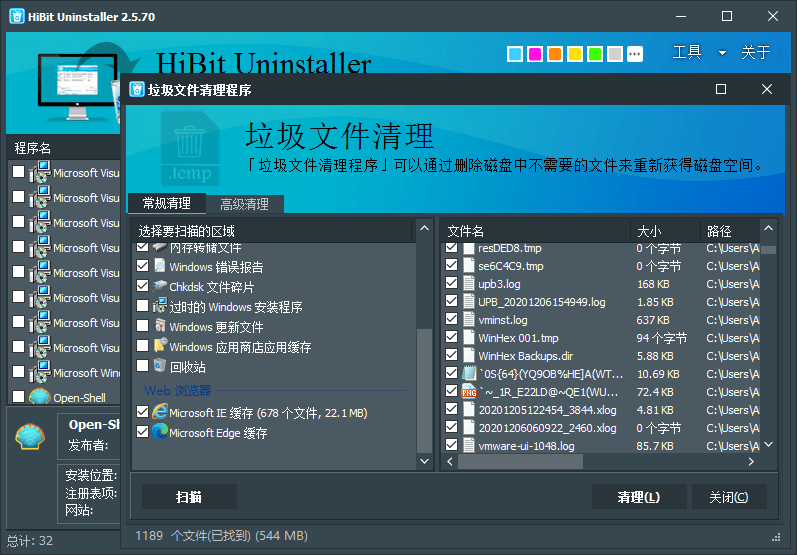 HiBit Uninstaller 2.5.70
HiBit Uninstaller
工具
关于
程序名
Microsoft Visu
Microsoft Visu
Microsoft Visu
Microsoft Visu
Microsoft Visu
Microsoft Visu
Microsoft Visu
Microsoft Visu
Microsoft Win
Open-Shell
Open-Sh
发布者:
安装位置:
注册表项:
网站:
总计: 32
垃圾文件清理程序
.temp
垃圾文件清理
「垃圾文件清理程序」可以通过删除磁盘中不需要的文件来重新获得磁盘空间。
常规清理 高级清理
选择要扫描的区域
内存转储文件
Windows 错误报告
Chkdsk 文件碎片
过时的 Windows 安装程序
Windows 更新文件
Windows 应用商店应用缓存
回收站
Web 浏览器
Microsoft IE 缓存 (678 个文件, 22.1 MB)
Microsoft Edge 缓存
文件名 大小 路径
resDED8.tmp 0 个字节 C:\Users\A
se6C4C9.tmp 0 个字节 C:\Users\A
upb3.log 168 KB C:\Users\A
UPB_20201206154949.log 1.85 KB C:\Users\A
vminst.log 637 KB C:\Users\A
WinHex 001.tmp 94 个字节 C:\Users\A
WinHex Backups.dir 5.88 KB C:\Users\A
`0S{64}(YQ9OB%HE]A(WT... 10.69 KB C:\Users\A
PNG `~_1R_E22LD@~QE1(WU... 72.4 KB C:\Users\A
20201205122454_3844.xlog 4.81 KB C:\Users\A
20201206060922_2460.xlog 0 个字节 C:\Users\A
vmware-ui-1048.log 85.7 KB C:\Users\A
扫描
清理(L)
关闭(C)
1189 个文件(已找到) (544 MB)